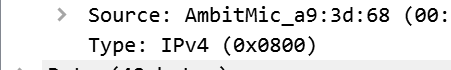 Source: AmbitMic_a9:3d:68 (00:
Type: IPv4 (0x0800)